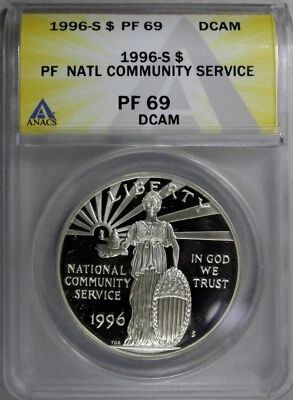 1996-S $ PF 69 DCAM
1996-S $
PF NATL COMMUNITY SERVICE
PF 69
DCAM
ANACS
LIBERTY
NATIONAL
COMMUNITY
SERVICE
IN GOD
WE
TRUST
1996
S